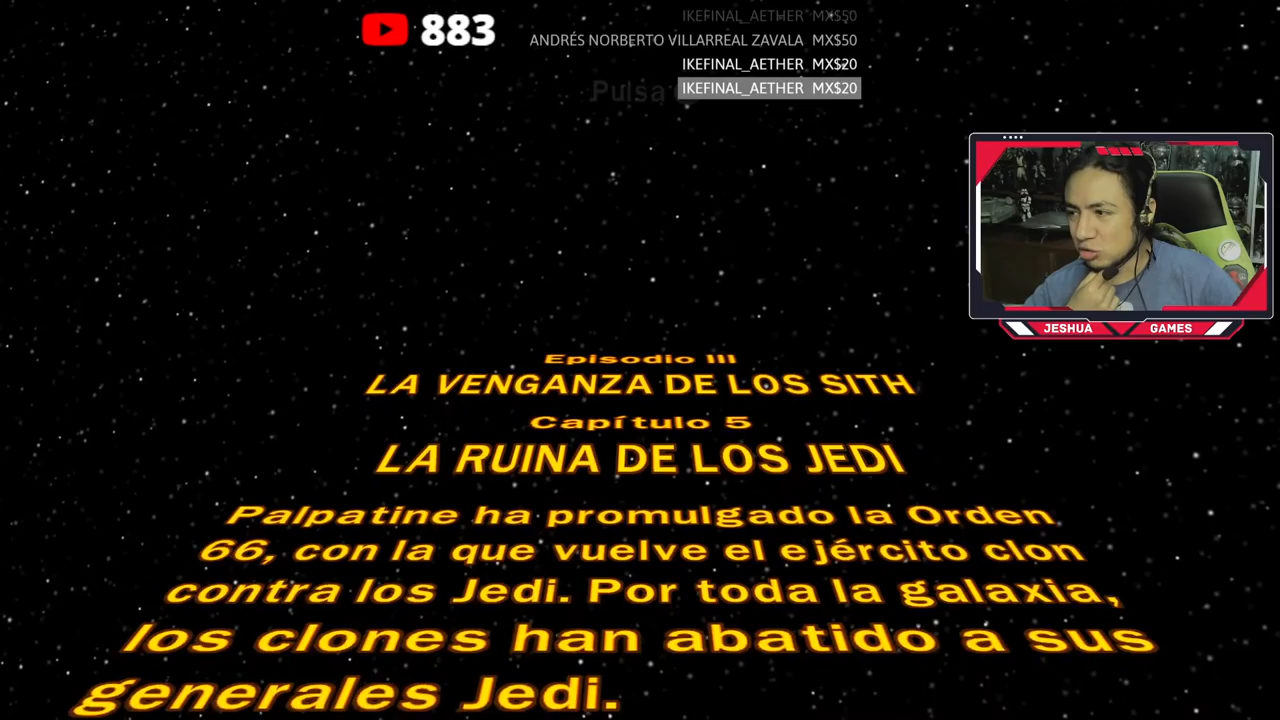 883
IKEFINAL_AETHER MX$50
ANDRÉS NORBERTO VILLARREAL ZAVALA MX$50
IKEFINAL_AETHER MX$20
Pulsa
IKEFINAL_AETHER MX$20
JESHUA GAMES
Episodio III
LA VENGANZA DE LOS SITH
Capítulo 5
LA RUINA DE LOS JEDI
Palpatine ha promulgado la Orden
66, con la que vuelve el ejército clon
contra los Jedi. Por toda la galaxia,
los clones han abatido a sus
generales Jedi.